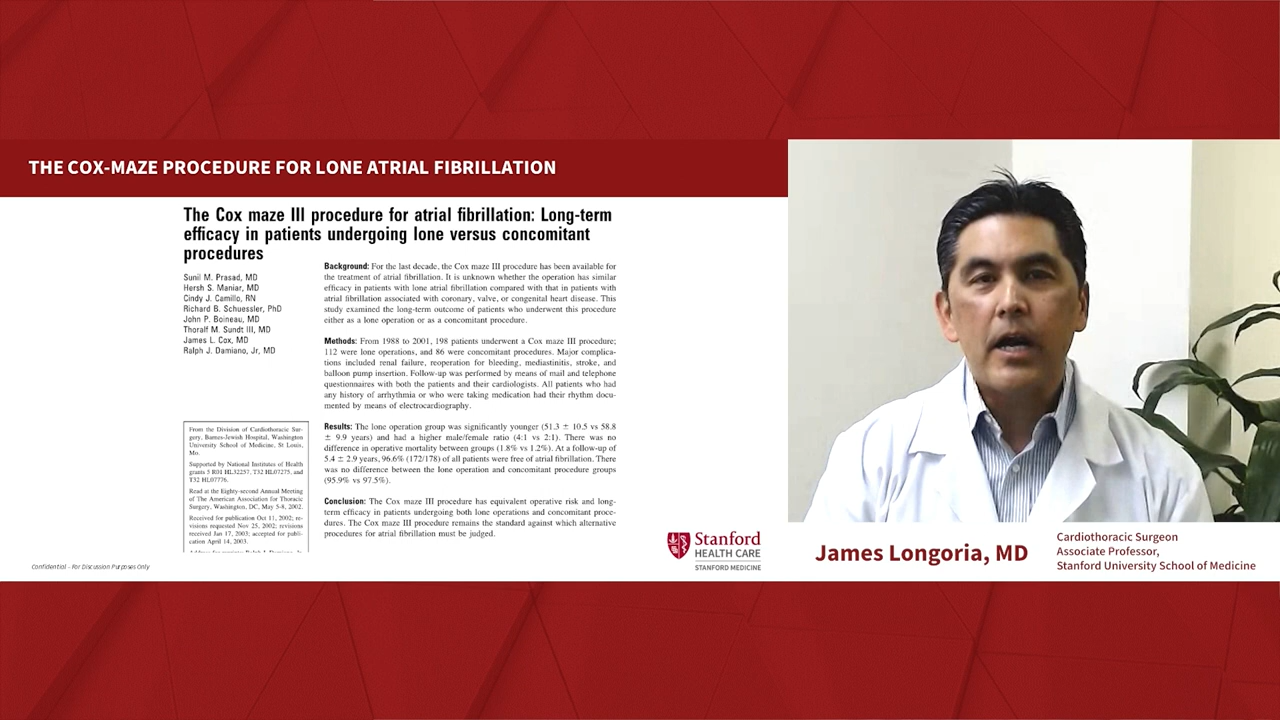 THE COX-MAZE PROCEDURE FOR LONE ATRIAL FIBRILLATION
The Cox maze III procedure for atrial fibrillation: Long-term
efficacy in patients undergoing lone versus concomitant
procedures
Sunil M. Prasad, MD
Hersh S. Maniar, MD
Cindy J. Camillo, RN
Richard B. Schuessler, PhD
John P. Boineau, MD
Thoralf M. Sundt III, MD
James L. Cox, MD
Ralph J. Damiano, Jr, MD
From the Division of Cardiothoracic Sur-
gery, Barnes-Jewish Hospital, Washington
University School of Medicine, St Louis,
Mo.
Supported by National Institutes of Health
grants 5 R01 HL32257, T32 HL07275, and
T32 HL07776.
Read at the Eighty-second Annual Meeting
of The American Association for Thoracic
Surgery, Washington, DC, May 5-8, 2002.
Received for publication Oct 11, 2002; re-
visions requested Nov 25, 2002; revisions
received Jan 17, 2003; accepted for publi-
cation April 14, 2003.
Background: For the last decade, the Cox maze III procedure has been available for
the treatment of atrial fibrillation. It is unknown whether the operation has similar
efficacy in patients with lone atrial fibrillation compared with that in patients with
atrial fibrillation associated with coronary, valve, or congenital heart disease. This
study examined the long-term outcome of patients who underwent this procedure
either as a lone operation or as a concomitant procedure.
Methods: From 1988 to 2001, 198 patients underwent a Cox maze III procedure;
112 were lone operations, and 86 were concomitant procedures. Major complica-
tions included renal failure, reoperation for bleeding, mediastinitis, stroke, and
balloon pump insertion. Follow-up was performed by means of mail and telephone
questionnaires with both the patients and their cardiologists. All patients who had
any history of arrhythmia or who were taking medication had their rhythm docu-
mented by means of electrocardiography.
Results: The lone operation group was significantly younger (51.3 ± 10.5 vs 58.8
± 9.9 years) and had a higher male/female ratio (4:1 vs 2:1). There was no
difference in operative mortality between groups (1.8% vs 1.2%). At a follow-up of
5.4 ± 2.9 years, 96.6% (172/178) of all patients were free of atrial fibrillation. There
was no difference between the lone operation and concomitant procedure groups
(95.9% vs 97.5%).
Conclusion: The Cox maze III procedure has equivalent operative risk and long-
term efficacy in patients undergoing both lone operations and concomitant proce-
dures. The Cox maze III procedure remains the standard against which alternative
procedures for atrial fibrillation must be judged.
Confidential - For Discussion Purposes Only
Stanford
HEALTH CARE
STANFORD MEDICINE
James Longoria, MD
Cardiothoracic Surgeon
Associate Professor,
Stanford University School of Medicine